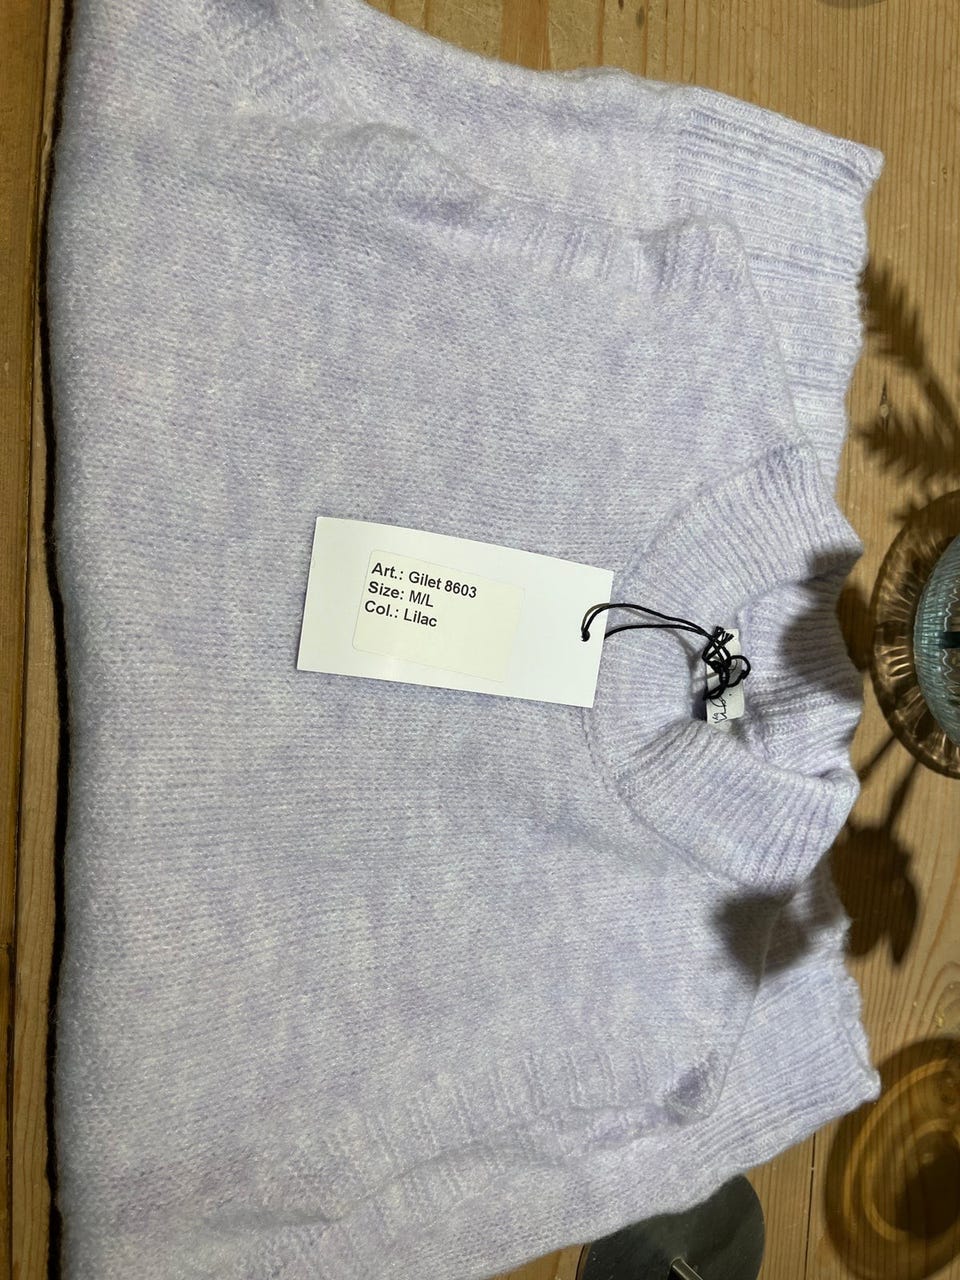 Art.: Gilet 8603
Size: M/L
Col.: Lilac